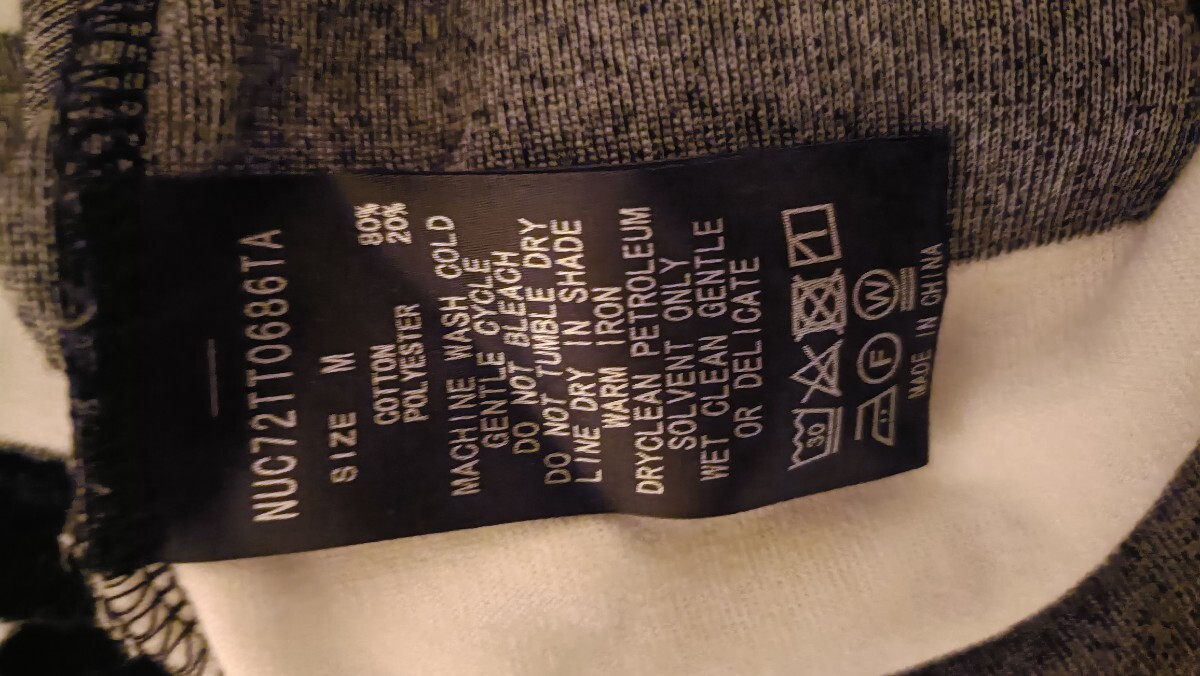 NUC72TT0686TA
SIZE M
COTTON 80%
POLYESTER 20%
MACHINE WASH COLD
GENTLE CYCLE
DO NOT BLEACH
DO NOT TUMBLE DRY
LINE DRY IN SHADE
WARM IRON
DRYCLEAN PETROLEUM
SOLVENT ONLY
WET CLEAN GENTLE
OR DELICATE
30
F W
MADE IN CHINA